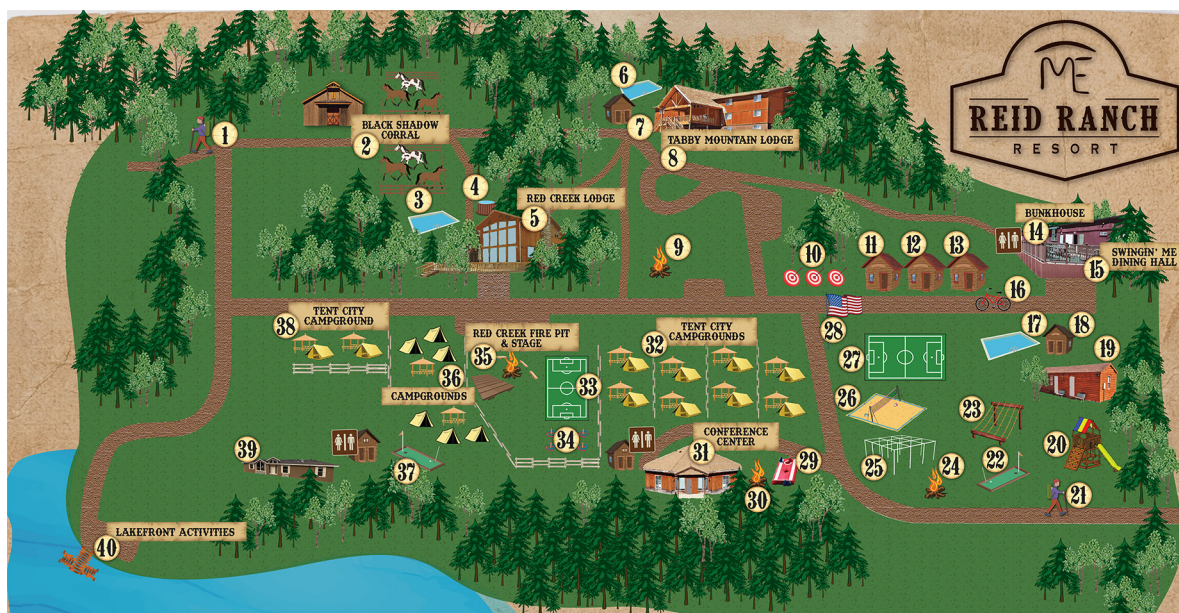 ME
REID RANCH
RESORT
6
1
BLACK SHADOW
CORRAL
2
7
TABBY MOUNTAIN LODGE
8
4
3
RED CREEK LODGE
5
BUNKHOUSE
14
SWINGIN' ME
DINING HALL
15
9
10
11
12
13
16
28
TENT CITY
CAMPGROUND
38
RED CREEK FIRE PIT
& STAGE
35
36
CAMPGROUNDS
TENT CITY
CAMPGROUNDS
32
33
34
27
17
18
19
26
23
20
25
24
22
21
CONFERENCE
CENTER
31
29
30
39
37
LAKEFRONT ACTIVITIES
40